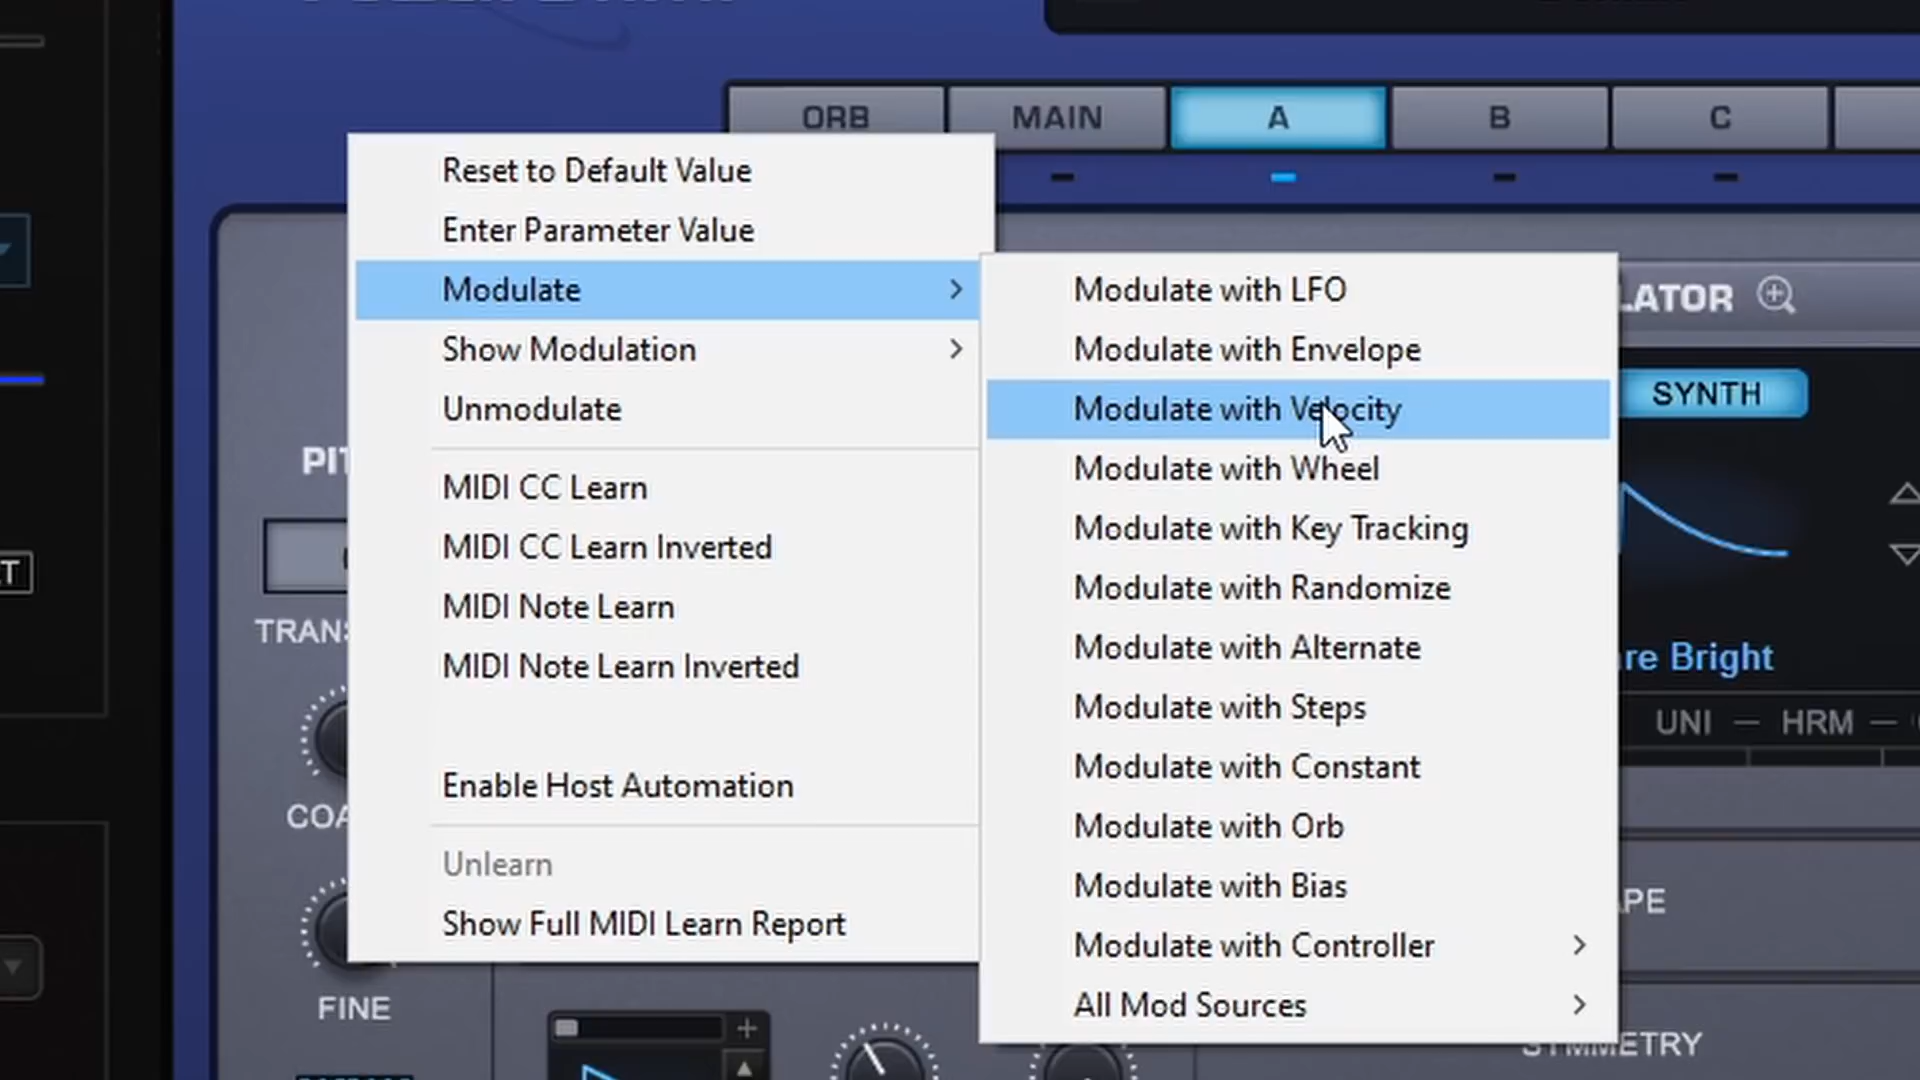 ORB
MAIN
A
B
C
Reset to Default Value
Enter Parameter Value
Modulate
Show Modulation
Unmodulate
MIDI CC Learn
MIDI CC Learn Inverted
MIDI Note Learn
MIDI Note Learn Inverted
Enable Host Automation
Unlearn
Show Full MIDI Learn Report
Modulate with LFO
Modulate with Envelope
Modulate with Velocity
Modulate with Wheel
Modulate with Key Tracking
Modulate with Randomize
Modulate with Alternate
Modulate with Steps
Modulate with Constant
Modulate with Orb
Modulate with Bias
Modulate with Controller
All Mod Sources
LATOR
SYNTH
re Bright
UNI — HRM —
PE
SYMMETRY
PIT
TRANS
COA
FINE
T